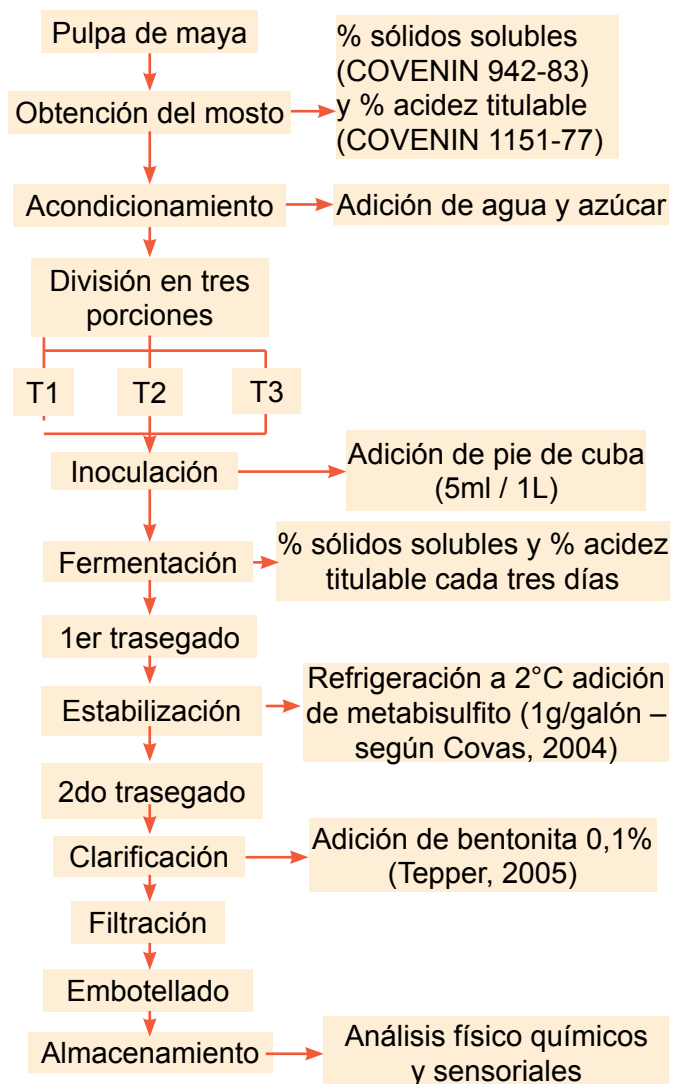 Pulpa de maya
% sólidos solubles
(COVENIN 942-83)
y % acidez titulable
(COVENIN 1151-77)
Obtención del mosto
Acondicionamiento
Adición de agua y azúcar
División en tres
porciones
T1
T2
T3
Inoculación
Adición de pie de cuba
(5ml / 1L)
Fermentación
% sólidos solubles y % acidez
titulable cada tres días
1er trasegado
Estabilización
Refrigeración a 2°C adición
de metabisulfito (1g/galón –
según Covas, 2004)
2do trasegado
Clarificación
Adición de bentonita 0,1%
(Tepper, 2005)
Filtración
Embotellado
Almacenamiento
Análisis físico químicos
y sensoriales